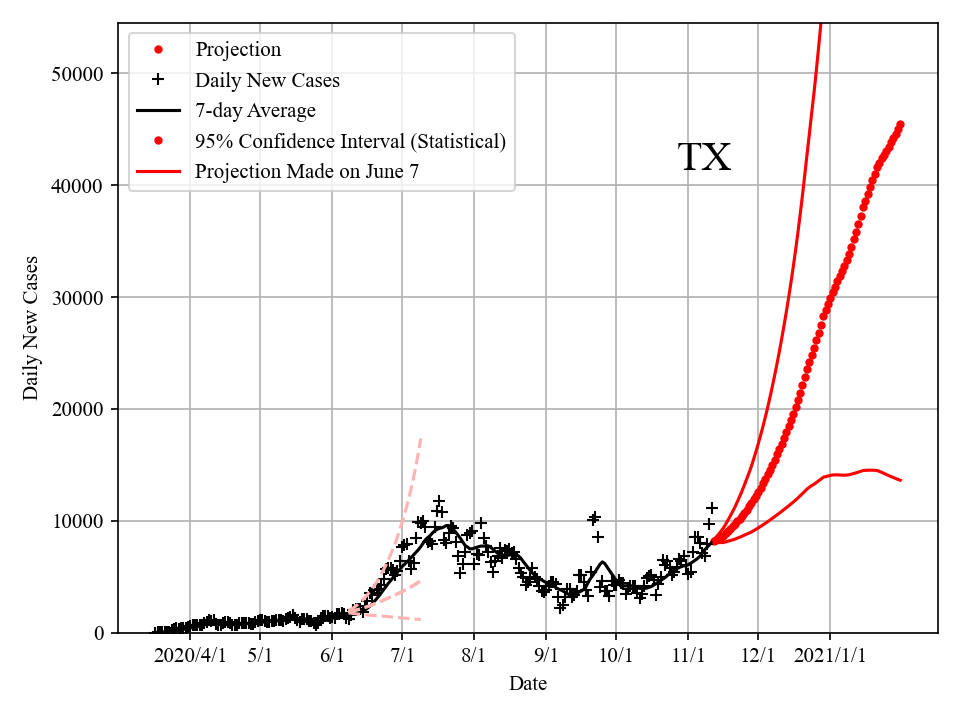 Projection
Daily New Cases
7-day Average
95% Confidence Interval (Statistical)
Projection Made on June 7
TX
50000
40000
30000
20000
10000
0
Daily New Cases
2020/4/1 5/1 6/1 7/1 8/1 9/1 10/1 11/1 12/1 2021/1/1
Date